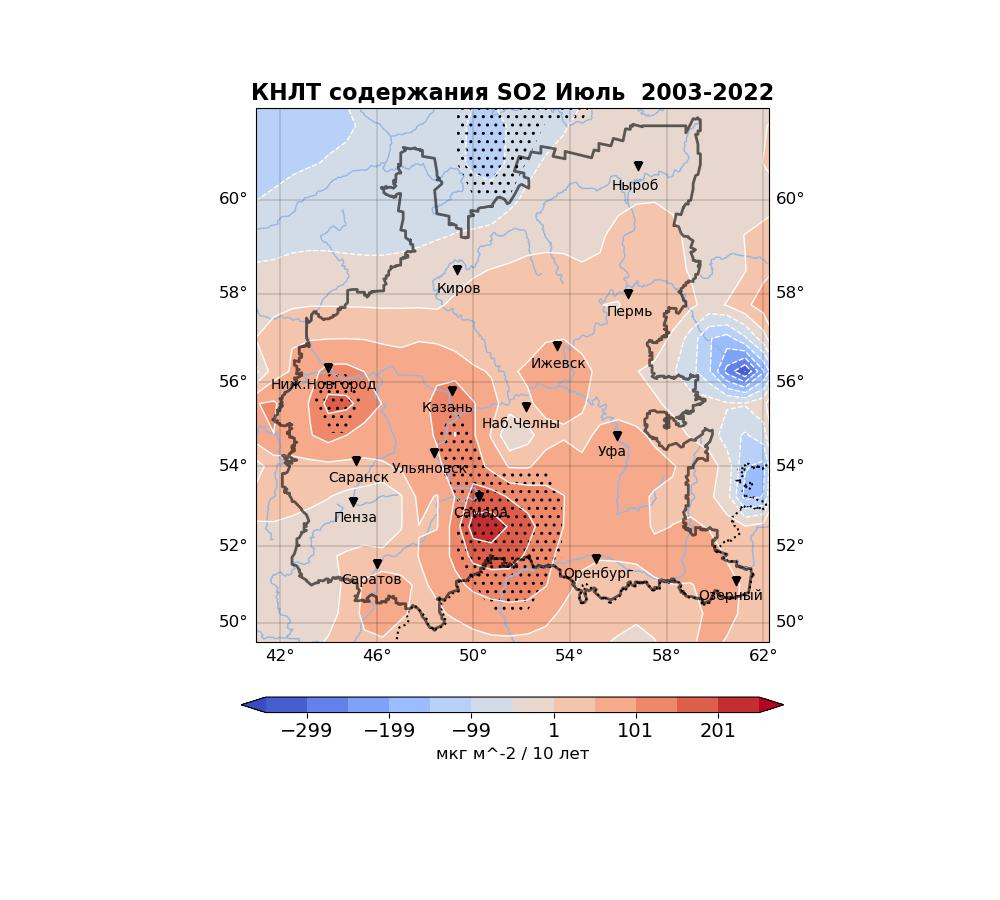 КНЛТ содержания SO2 Июль  2003-2022
Ныроб
60° 60°
Киров
58° 58°
Пермь
Ижевск
56° Ниж.Новгород 56°
Казань
Наб.Челны
Уфа
54° Ульяновск 54°
Саранск
Самара
Пенза
52° 52°
Оренбург
Саратов
Озерный
50° 50°
42° 46° 50° 54° 58° 62°
−299 −199 −99 1 101 201
мкг м^-2 / 10 лет